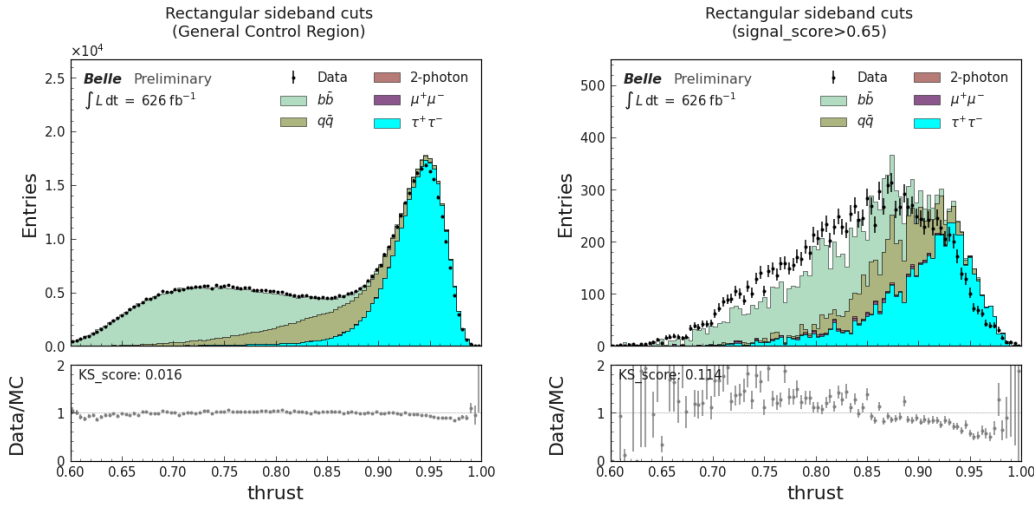 Rectangular sideband cuts
(General Control Region)
×10⁴
Belle Preliminary
∫ L dt = 626 fb⁻¹
Data
bb̄
qq̄
2-photon
μ⁺μ⁻
τ⁺τ⁻
Entries
2.5
2.0
1.5
1.0
0.5
0.0
KS_score: 0.016
Data/MC
2
1
0
0.60 0.65 0.70 0.75 0.80 0.85 0.90 0.95 1.00
thrust
Rectangular sideband cuts
(signal_score>0.65)
Belle Preliminary
∫ L dt = 626 fb⁻¹
Data
bb̄
qq̄
2-photon
μ⁺μ⁻
τ⁺τ⁻
Entries
500
400
300
200
100
0
KS_score: 0.114
Data/MC
2
1
0
0.60 0.65 0.70 0.75 0.80 0.85 0.90 0.95 1.00
thrust